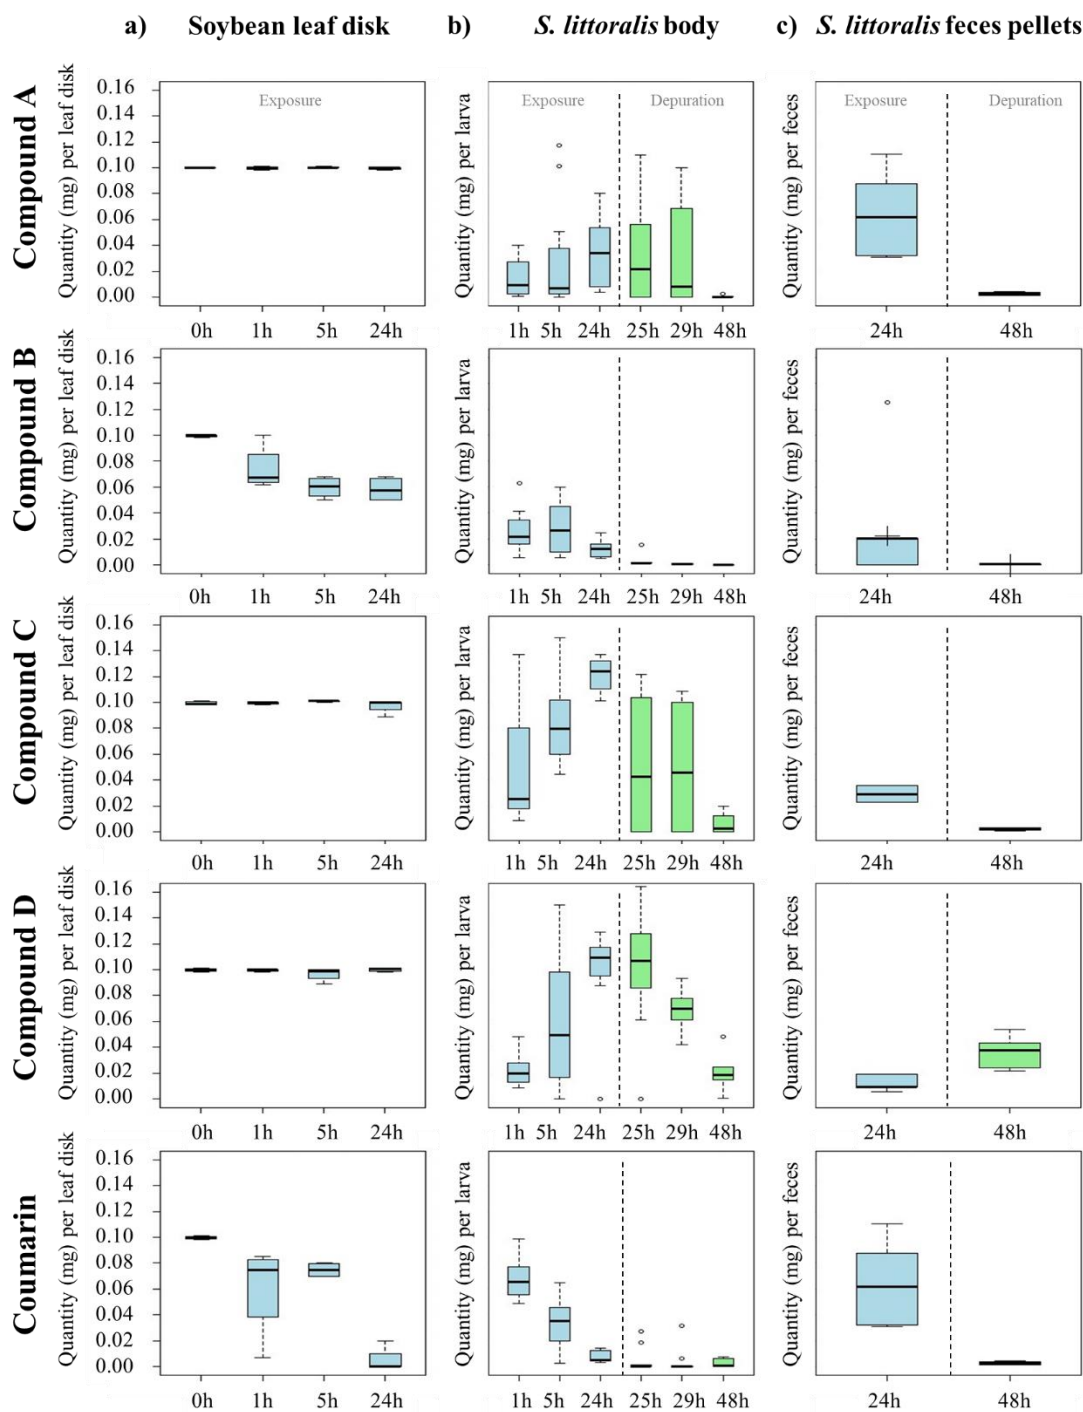 a) Soybean leaf disk b) S. littoralis body c) S. littoralis feces pellets
Compound A
Quantity (mg) per leaf disk
0.16
0.14
0.12
0.10
0.08
0.06
0.04
0.02
0.00
Exposure
0h 1h 5h 24h
Quantity (mg) per larva
Exposure Depuration
1h 5h 24h 25h 29h 48h
Quantity (mg) per feces
Exposure Depuration
24h 48h
Compound B
Quantity (mg) per leaf disk
0.16
0.14
0.12
0.10
0.08
0.06
0.04
0.02
0.00
0h 1h 5h 24h
Quantity (mg) per larva
1h 5h 24h 25h 29h 48h
Quantity (mg) per feces
24h 48h
Compound C
Quantity (mg) per leaf disk
0.16
0.14
0.12
0.10
0.08
0.06
0.04
0.02
0.00
0h 1h 5h 24h
Quantity (mg) per larva
1h 5h 24h 25h 29h 48h
Quantity (mg) per feces
24h 48h
Compound D
Quantity (mg) per leaf disk
0.16
0.14
0.12
0.10
0.08
0.06
0.04
0.02
0.00
0h 1h 5h 24h
Quantity (mg) per larva
1h 5h 24h 25h 29h 48h
Quantity (mg) per feces
24h 48h
Coumarin
Quantity (mg) per leaf disk
0.16
0.14
0.12
0.10
0.08
0.06
0.04
0.02
0.00
0h 1h 5h 24h
Quantity (mg) per larva
1h 5h 24h 25h 29h 48h
Quantity (mg) per feces
24h 48h